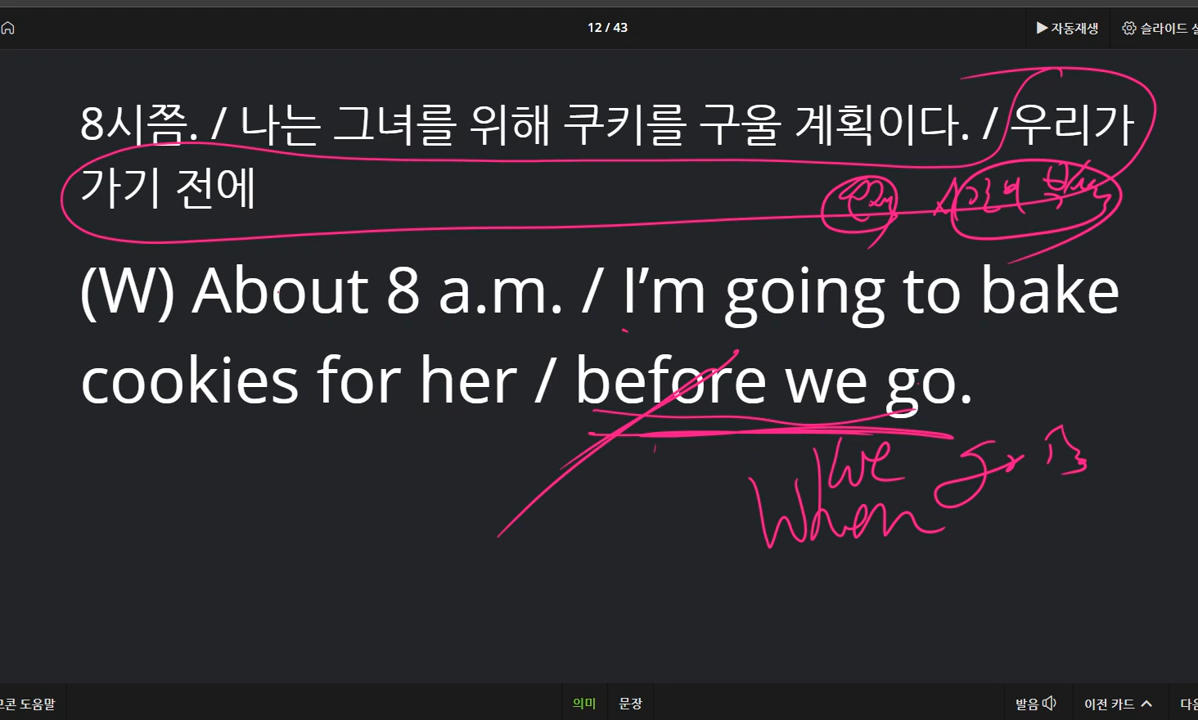 12 / 43
▶ 자동재생
슬라이드 설
8시쯤. / 나는 그녀를 위해 쿠키를 구울 계획이다. / 우리가
가기 전에
(W) About 8 a.m. / I'm going to bake
cookies for her / before we go.
we go
When
의미
문장
발음
이전 카드
다음